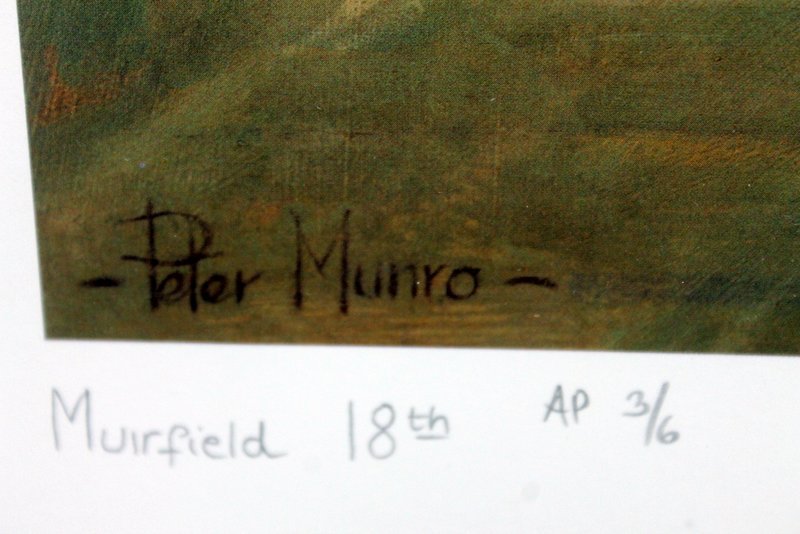 - Peter Munro -
Muirfield 18th AP 3/6